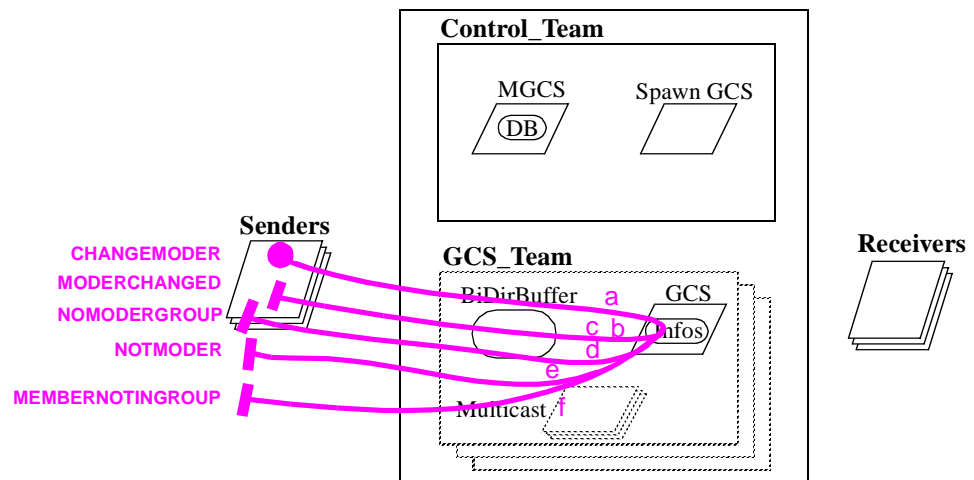 Control_Team
MGCS
Spawn GCS
DB
Senders
CHANGEMODER
Receivers
GCS_Team
MODERCHANGED
BiDirBuffer
a
GCS
NOMODERGROUP
c b
Infos
NOTMODER
d
e
MEMBERNOTINGROUP
Multicast
f